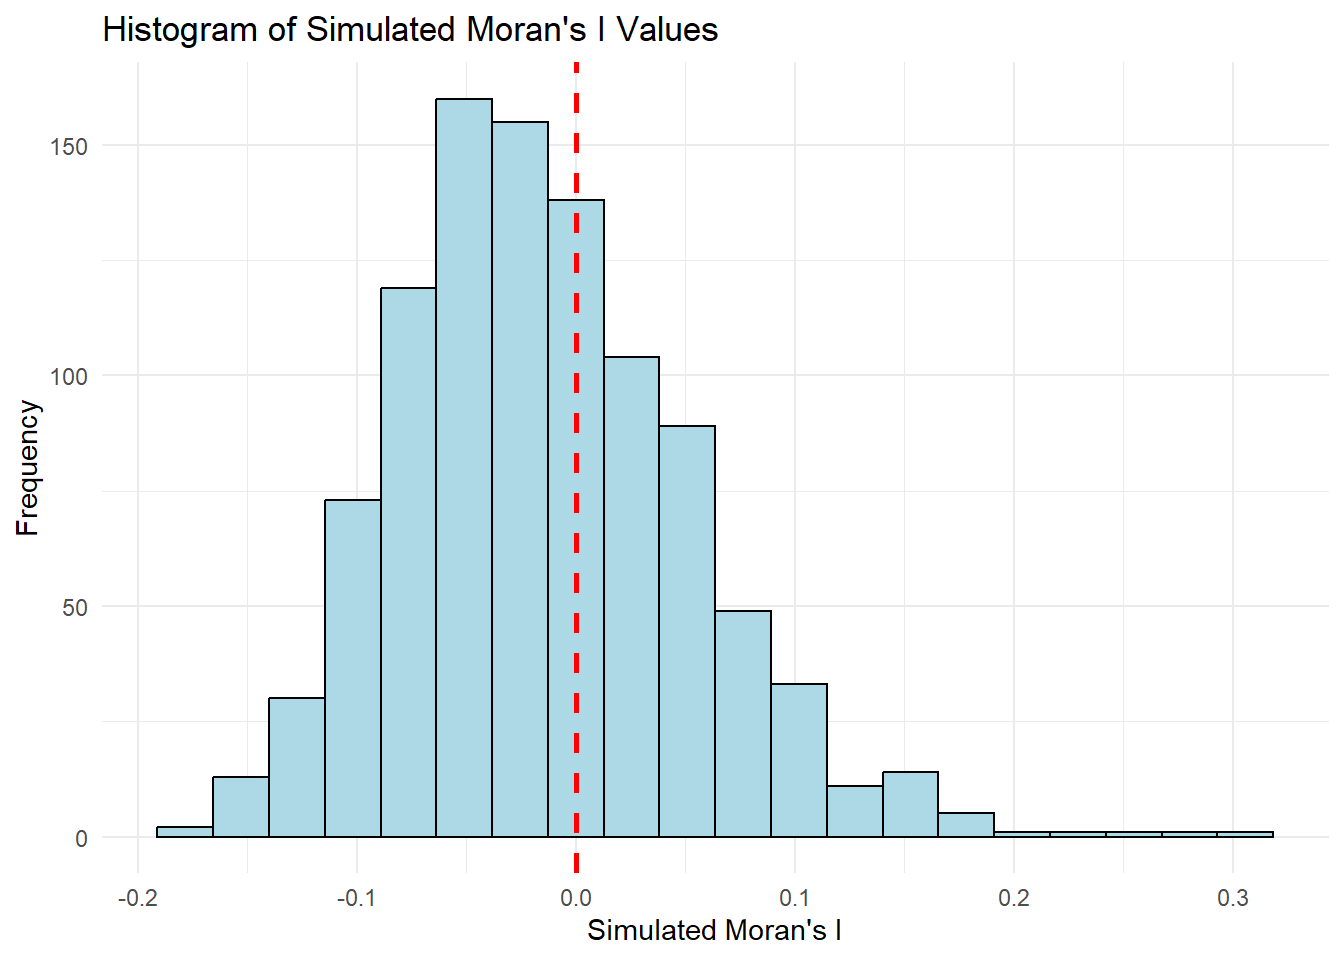 Histogram of Simulated Moran's I Values
Frequency
150
100
50
0
-0.2 -0.1 0.0 0.1 0.2 0.3
Simulated Moran's I